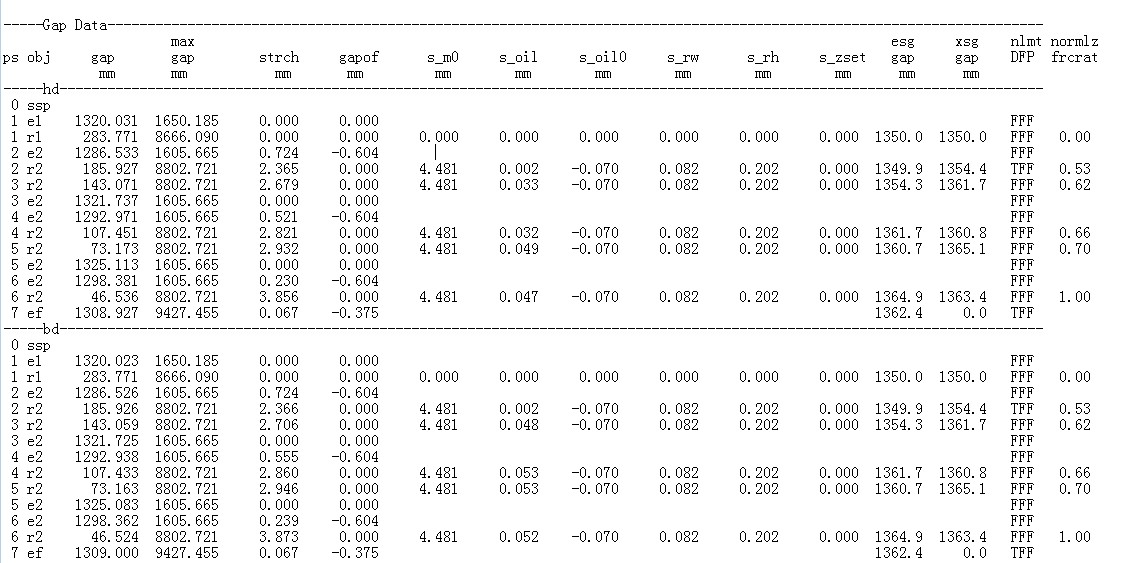 -----Gap Data-----------------------------------------------------------------------------------------------------
max esg xsg nlmt normlz
ps obj gap gap strch gapof s_m0 s_oil s_oil0 s_rw s_rh s_zset gap gap DFP frcrat
mm mm mm mm mm mm mm mm mm mm mm mm
-----hd-----------------------------------------------------------------------------------------------------------
0 ssp
1 e1 1320.031 1650.185 0.000 0.000 FFF
1 r1 283.771 8666.090 0.000 0.000 0.000 0.000 0.000 0.000 0.000 0.000 1350.0 1350.0 FFF 0.00
2 e2 1286.533 1605.665 0.724 -0.604 FFF
2 r2 185.927 8802.721 2.365 0.000 4.481 0.002 -0.070 0.082 0.202 0.000 1349.9 1354.4 TFF 0.53
3 r2 143.071 8802.721 2.679 0.000 4.481 0.033 -0.070 0.082 0.202 0.000 1354.3 1361.7 FFF 0.62
3 e2 1321.737 1605.665 0.000 0.000 FFF
4 e2 1292.971 1605.665 0.521 -0.604 FFF
4 r2 107.451 8802.721 2.821 0.000 4.481 0.032 -0.070 0.082 0.202 0.000 1361.7 1360.8 FFF 0.66
5 r2 73.173 8802.721 2.932 0.000 4.481 0.049 -0.070 0.082 0.202 0.000 1360.7 1365.1 FFF 0.70
5 e2 1325.113 1605.665 0.000 0.000 FFF
6 e2 1298.381 1605.665 0.230 -0.604 FFF
6 r2 46.536 8802.721 3.856 0.000 4.481 0.047 -0.070 0.082 0.202 0.000 1364.9 1363.4 FFF 1.00
7 ef 1308.927 9427.455 0.067 -0.375 1362.4 0.0 TFF
-----bd-----------------------------------------------------------------------------------------------------------
0 ssp
1 e1 1320.023 1650.185 0.000 0.000 FFF
1 r1 283.771 8666.090 0.000 0.000 0.000 0.000 0.000 0.000 0.000 0.000 1350.0 1350.0 FFF 0.00
2 e2 1286.526 1605.665 0.724 -0.604 FFF
2 r2 185.926 8802.721 2.366 0.000 4.481 0.002 -0.070 0.082 0.202 0.000 1349.9 1354.4 TFF 0.53
3 r2 143.059 8802.721 2.706 0.000 4.481 0.048 -0.070 0.082 0.202 0.000 1354.3 1361.7 FFF 0.62
3 e2 1321.725 1605.665 0.000 0.000 FFF
4 e2 1292.938 1605.665 0.555 -0.604 FFF
4 r2 107.433 8802.721 2.860 0.000 4.481 0.053 -0.070 0.082 0.202 0.000 1361.7 1360.8 FFF 0.66
5 r2 73.163 8802.721 2.946 0.000 4.481 0.053 -0.070 0.082 0.202 0.000 1360.7 1365.1 FFF 0.70
5 e2 1325.083 1605.665 0.000 0.000 FFF
6 e2 1298.362 1605.665 0.239 -0.604 FFF
6 r2 46.524 8802.721 3.873 0.000 4.481 0.052 -0.070 0.082 0.202 0.000 1364.9 1363.4 FFF 1.00
7 ef 1309.000 9427.455 0.067 -0.375 1362.4 0.0 TFF